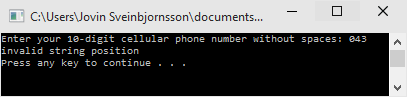 C:\Users\Jovin Sveinbjornsson\documents...
Enter your 10-digit cellular phone number without spaces: 043
invalid string position
Press any key to continue . . .